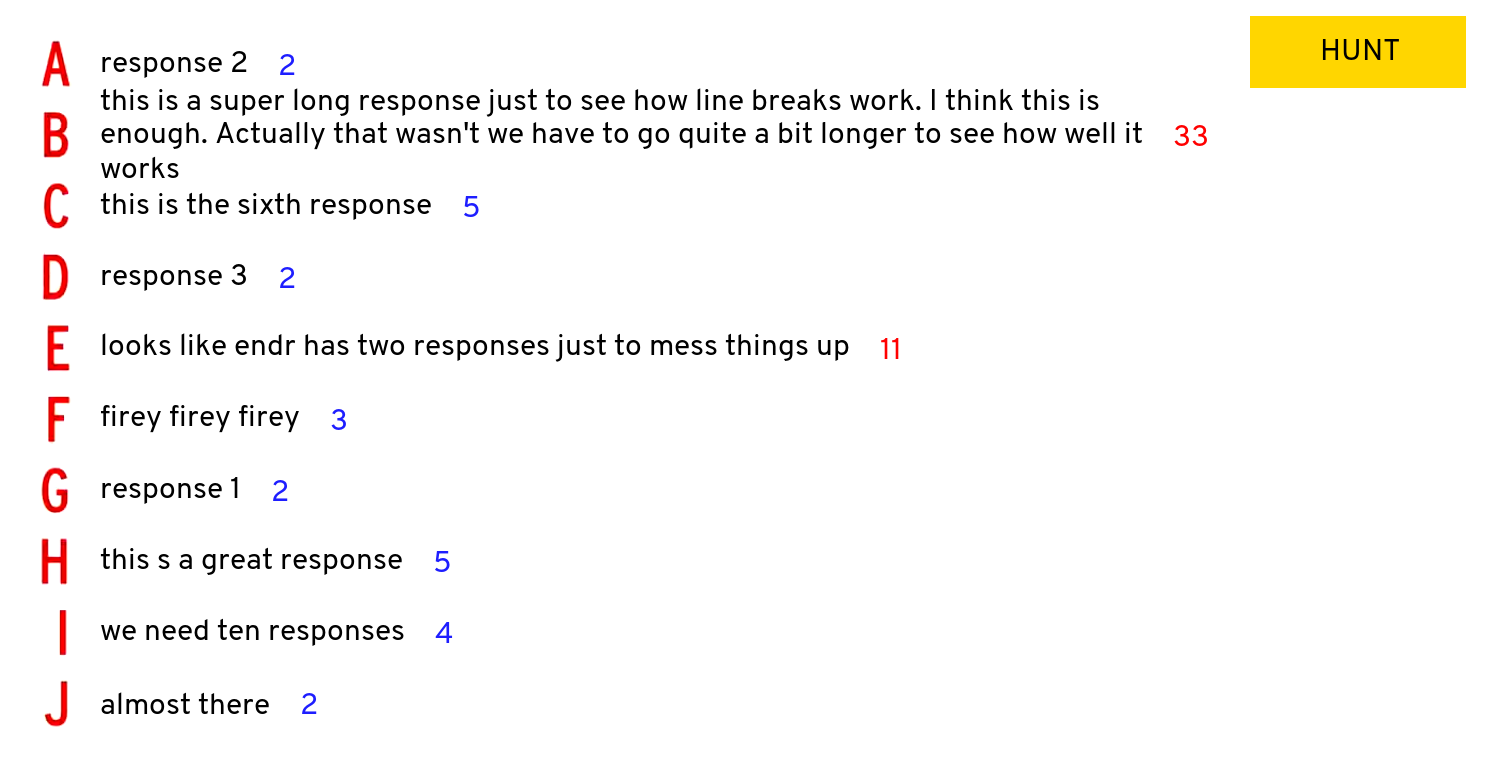 HUNT
A response 2 2
this is a super long response just to see how line breaks work. I think this is
B enough. Actually that wasn't we have to go quite a bit longer to see how well it 33
works
C this is the sixth response 5
D response 3 2
E looks like endr has two responses just to mess things up 11
F firey firey firey 3
G response 1 2
H this s a great response 5
I we need ten responses 4
J almost there 2